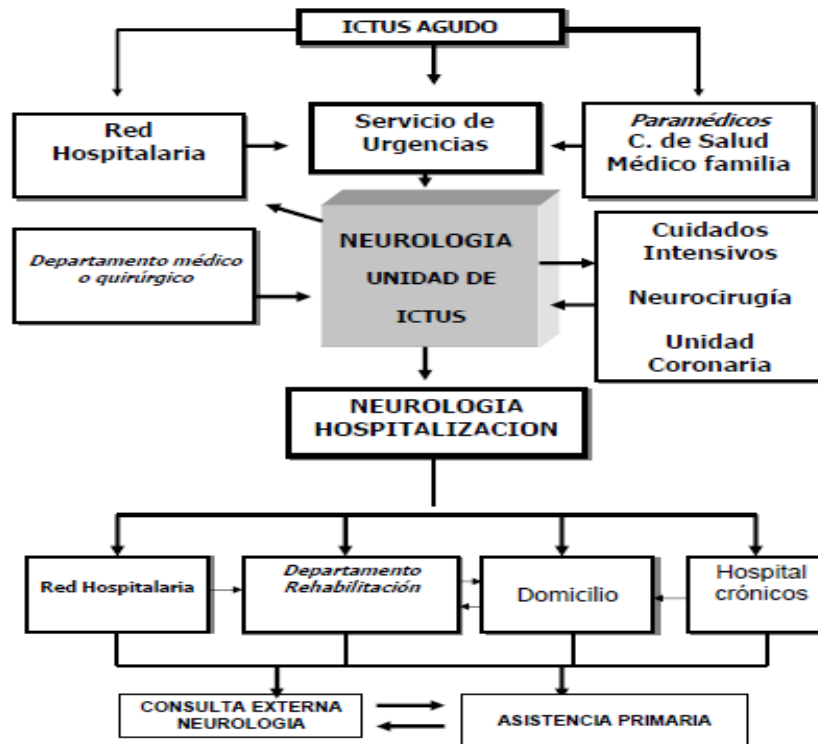 ICTUS AGUDO
Red
Hospitalaria
Servicio de
Urgencias
Paramédicos
C. de Salud
Médico familia
Departamento médico
o quirúrgico
NEUROLOGIA
UNIDAD DE
ICTUS
Cuidados
Intensivos
Neurocirugía
Unidad
Coronaria
NEUROLOGIA
HOSPITALIZACION
Red Hospitalaria
Departamento
Rehabilitación
Domicilio
Hospital
crónicos
CONSULTA EXTERNA
NEUROLOGIA
ASISTENCIA PRIMARIA